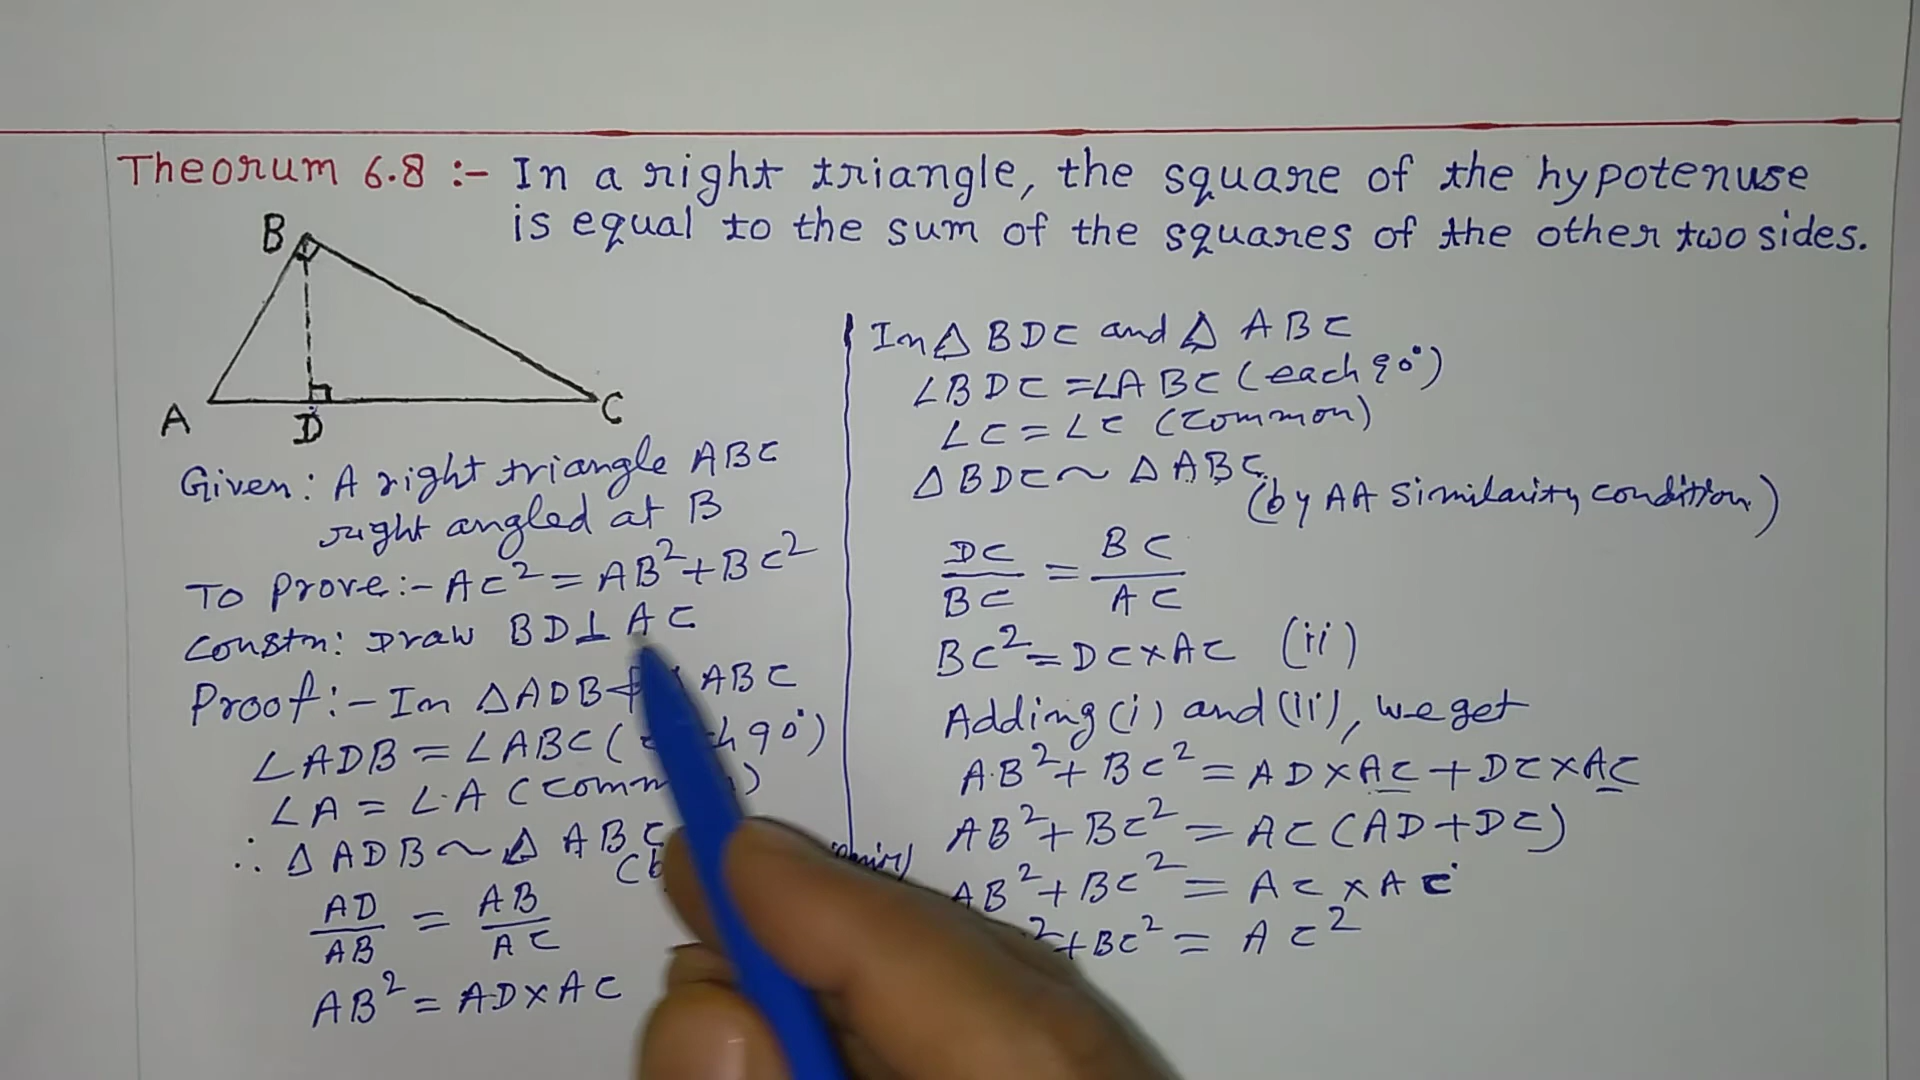 Theorum 6.8 :- In a right triangle, the square of the hypotenuse
is equal to the sum of the squares of the other two sides.
B
A
D
C
Given: A right triangle ABC
right angled at B
To Prove:- AC² = AB² + BC²
Constn: Draw BD ⊥ AC
Proof:- In △ADB ABC
∠ADB = ∠ABC ( 90°)
∠A = ∠A (
∴ △ ADB ~ △ ABC
(b
AD/AB = AB/AC
AB² = AD × AC
In △ BDC and △ ABC
∠BDC = ∠ABC (each 90°)
∠C = ∠C (common)
△ BDC ~ △ ABC
(by AA Similarity condition)
DC/BC = BC/AC
BC² = DC × AC (ii)
Adding (i) and (ii), we get
AB² + BC² = AD × AC + DC × AC
AB² + BC² = AC (AD + DC)
AB² + BC² = AC × AC
² + BC² = AC²